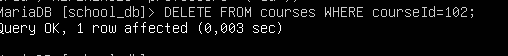 MariaDB [school_db]> DELETE FROM courses WHERE courseId=102;
Query OK, 1 row affected (0,003 sec)